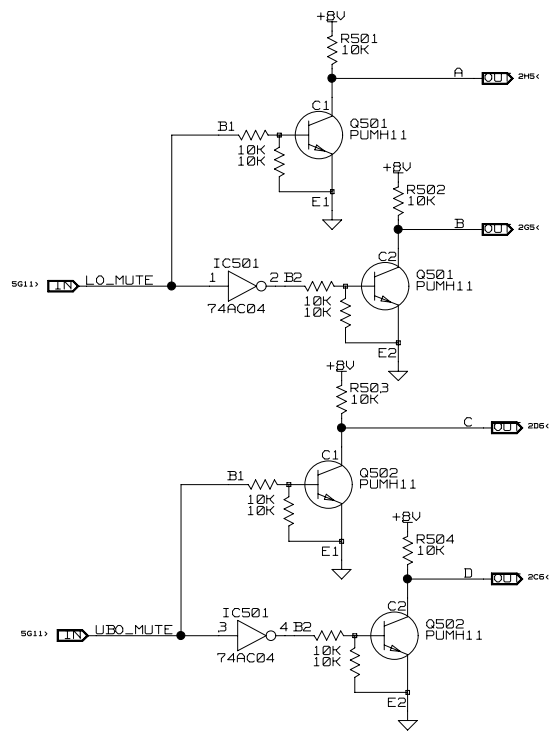 +8V
R501
10K
A
OUT
2H5<
C1
Q501
PUMH11
B1
10K
10K
E1
+8V
R502
10K
B
OUT
2G5<
C2
Q501
PUMH11
IC501
5G11>
IN
LO_MUTE
1
2
B2
74AC04
10K
10K
E2
+8V
R503
10K
C
OUT
2D6<
C1
Q502
PUMH11
B1
10K
10K
E1
+8V
R504
10K
D
OUT
2C6<
C2
Q502
PUMH11
IC501
5G11>
IN
UBO_MUTE
3
4
B2
74AC04
10K
10K
E2